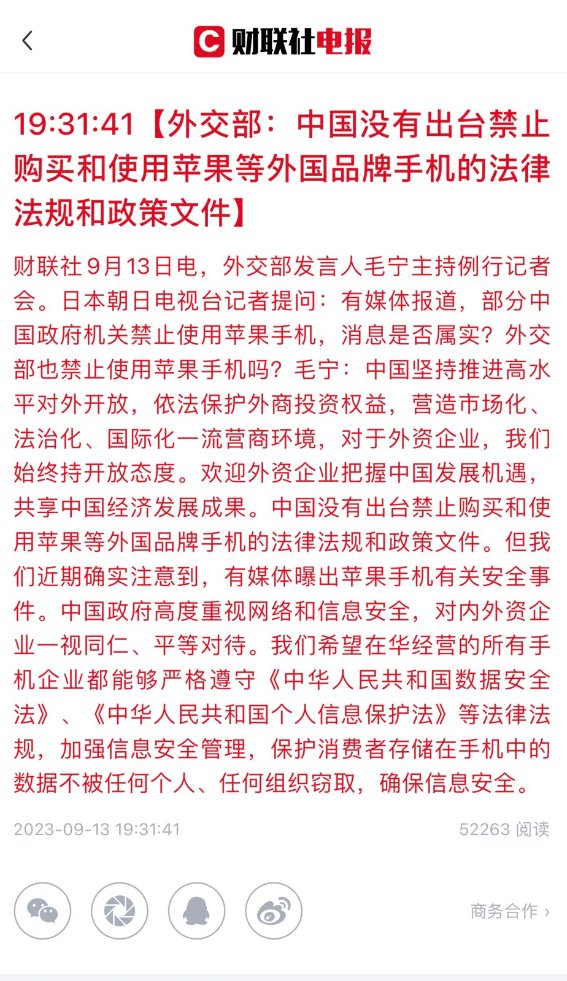 财联社电报
19:31:41【外交部：中国没有出台禁止
购买和使用苹果等外国品牌手机的法律
法规和政策文件】
财联社9月13日电，外交部发言人毛宁主持例行记者
会。日本朝日电视台记者提问：有媒体报道，部分中
国政府机关禁止使用苹果手机，消息是否属实？外交
部也禁止使用苹果手机吗？毛宁：中国坚持推进高水
平对外开放，依法保护外商投资权益，营造市场化、
法治化、国际化一流营商环境，对于外资企业，我们
始终持开放态度。欢迎外资企业把握中国发展机遇，
共享中国经济发展成果。中国没有出台禁止购买和使
用苹果等外国品牌手机的法律法规和政策文件。但我
们近期确实注意到，有媒体曝出苹果手机有关安全事
件。中国政府高度重视网络和信息安全，对内外资企
业一视同仁、平等对待。我们希望在华经营的所有手
机企业都能够严格遵守《中华人民共和国数据安全
法》、《中华人民共和国个人信息保护法》等法律法
规，加强信息安全管理，保护消费者存储在手机中的
数据不被任何个人、任何组织窃取，确保信息安全。
2023-09-13 19:31:41 52263 阅读
商务合作 ›